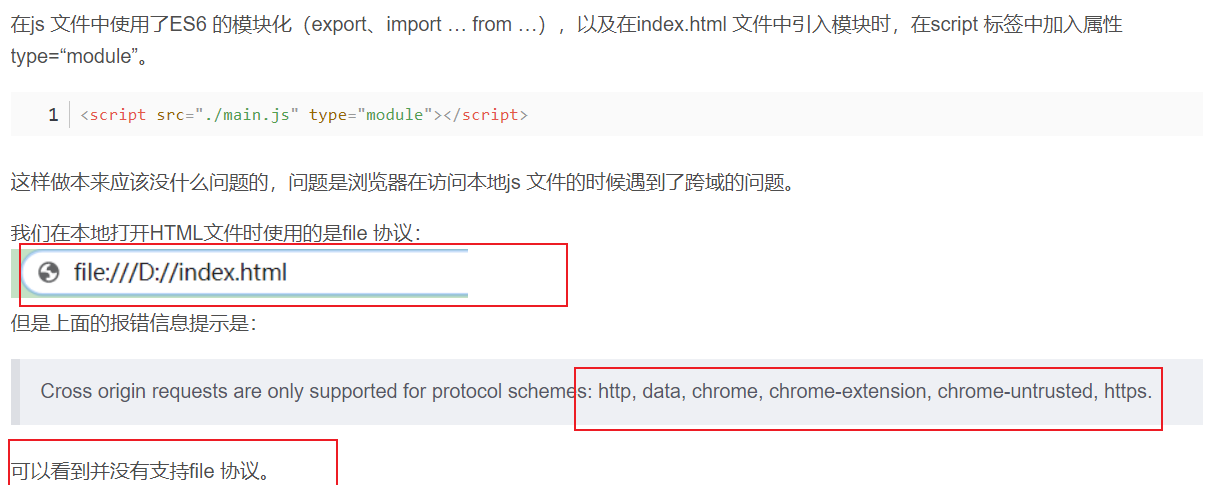 在js 文件中使用了ES6 的模块化（export、import … from …），以及在index.html 文件中引入模块时，在script 标签中加入属性
type=“module”。
1 <script src="./main.js" type="module"></script>
这样做本来应该没什么问题的，问题是浏览器在访问本地js 文件的时候遇到了跨域的问题。
我们在本地打开HTML文件时使用的是file 协议：
file:///D://index.html
但是上面的报错信息提示是：
Cross origin requests are only supported for protocol schemes: http, data, chrome, chrome-extension, chrome-untrusted, https.
可以看到并没有支持file 协议。